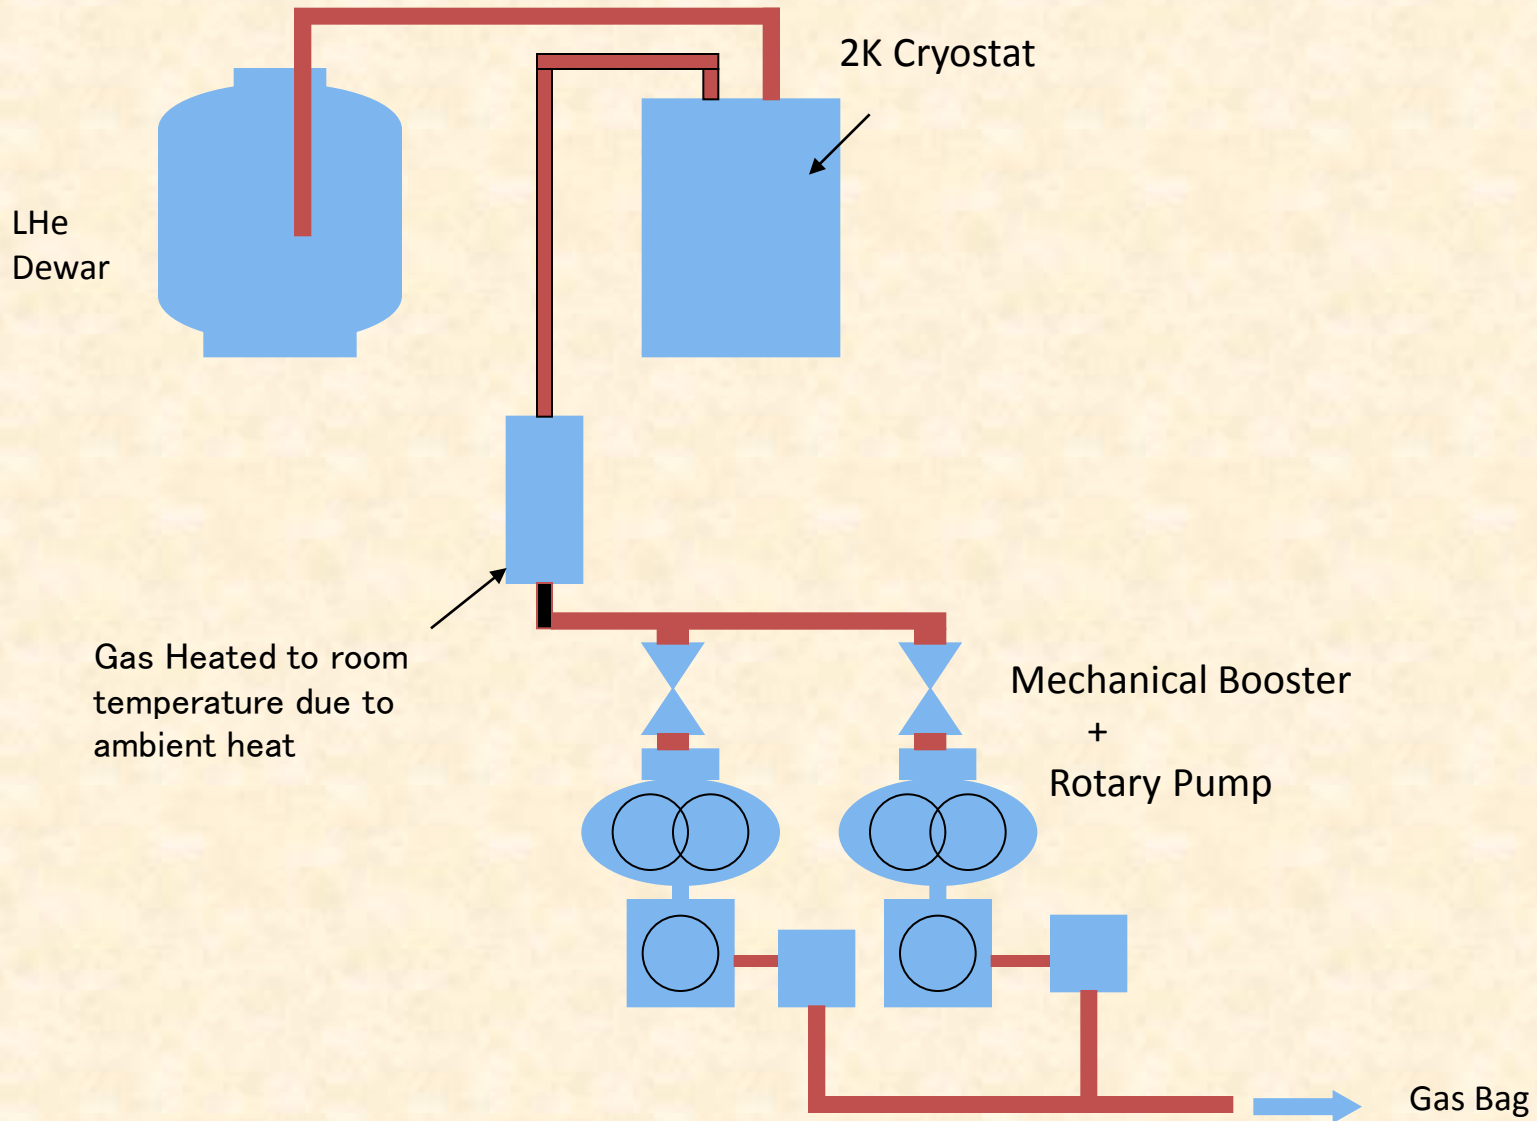 2K Cryostat
LHe
Dewar
Gas Heated to room
temperature due to
ambient heat
Mechanical Booster
+
Rotary Pump
Gas Bag